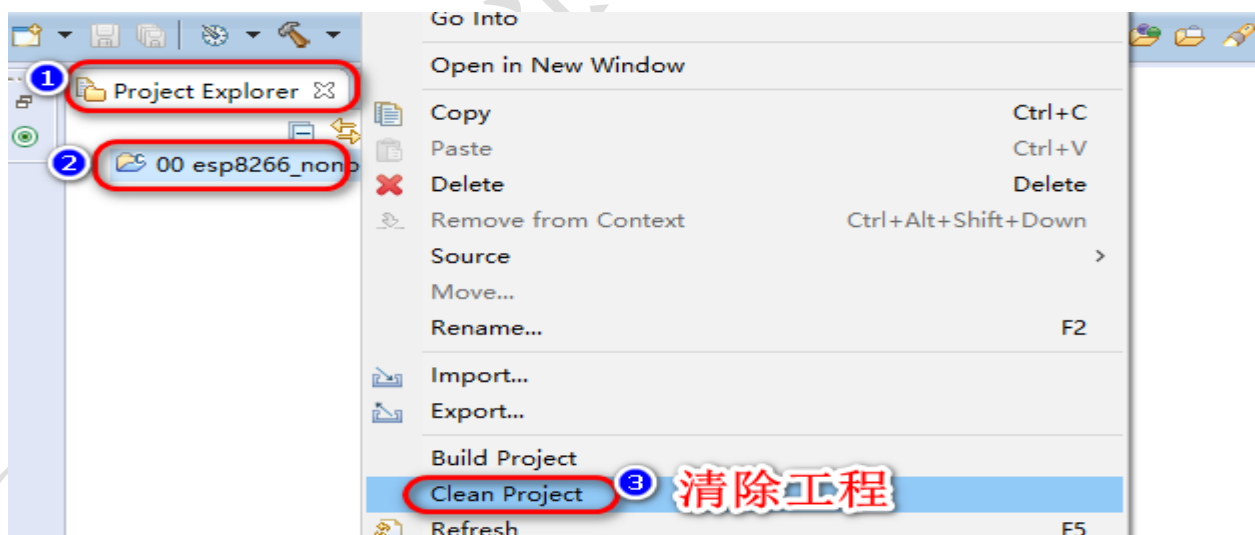 Go Into
Open in New Window
1
Project Explorer
Copy Ctrl+C
Paste Ctrl+V
2
00 esp8266_nono
Delete Delete
Remove from Context Ctrl+Alt+Shift+Down
Source >
Move...
Rename... F2
Import...
Export...
Build Project
Clean Project 3 清除工程
Refresh F5